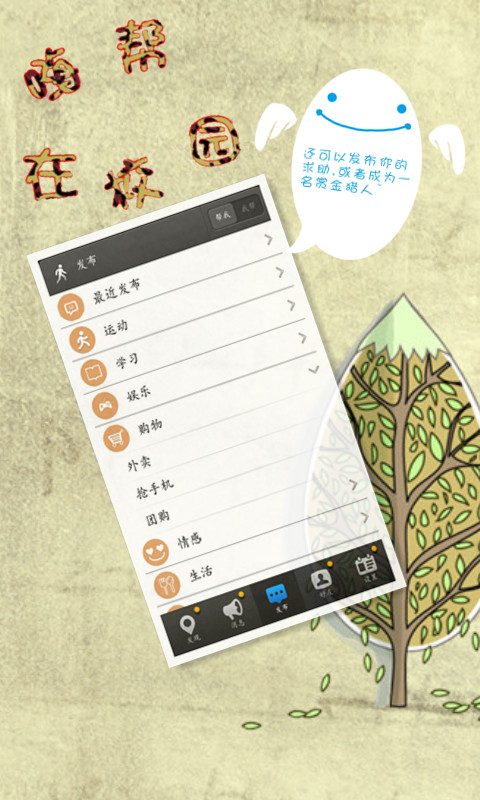 帮
园
在
还可以发布你的
求助,或者成为一
名赏金猎人~
发布
帮我
我帮
最近发布
运动
学习
娱乐
购物
外卖
抢手机
团购
情感
生活
发现
消息
发布
好友
设置